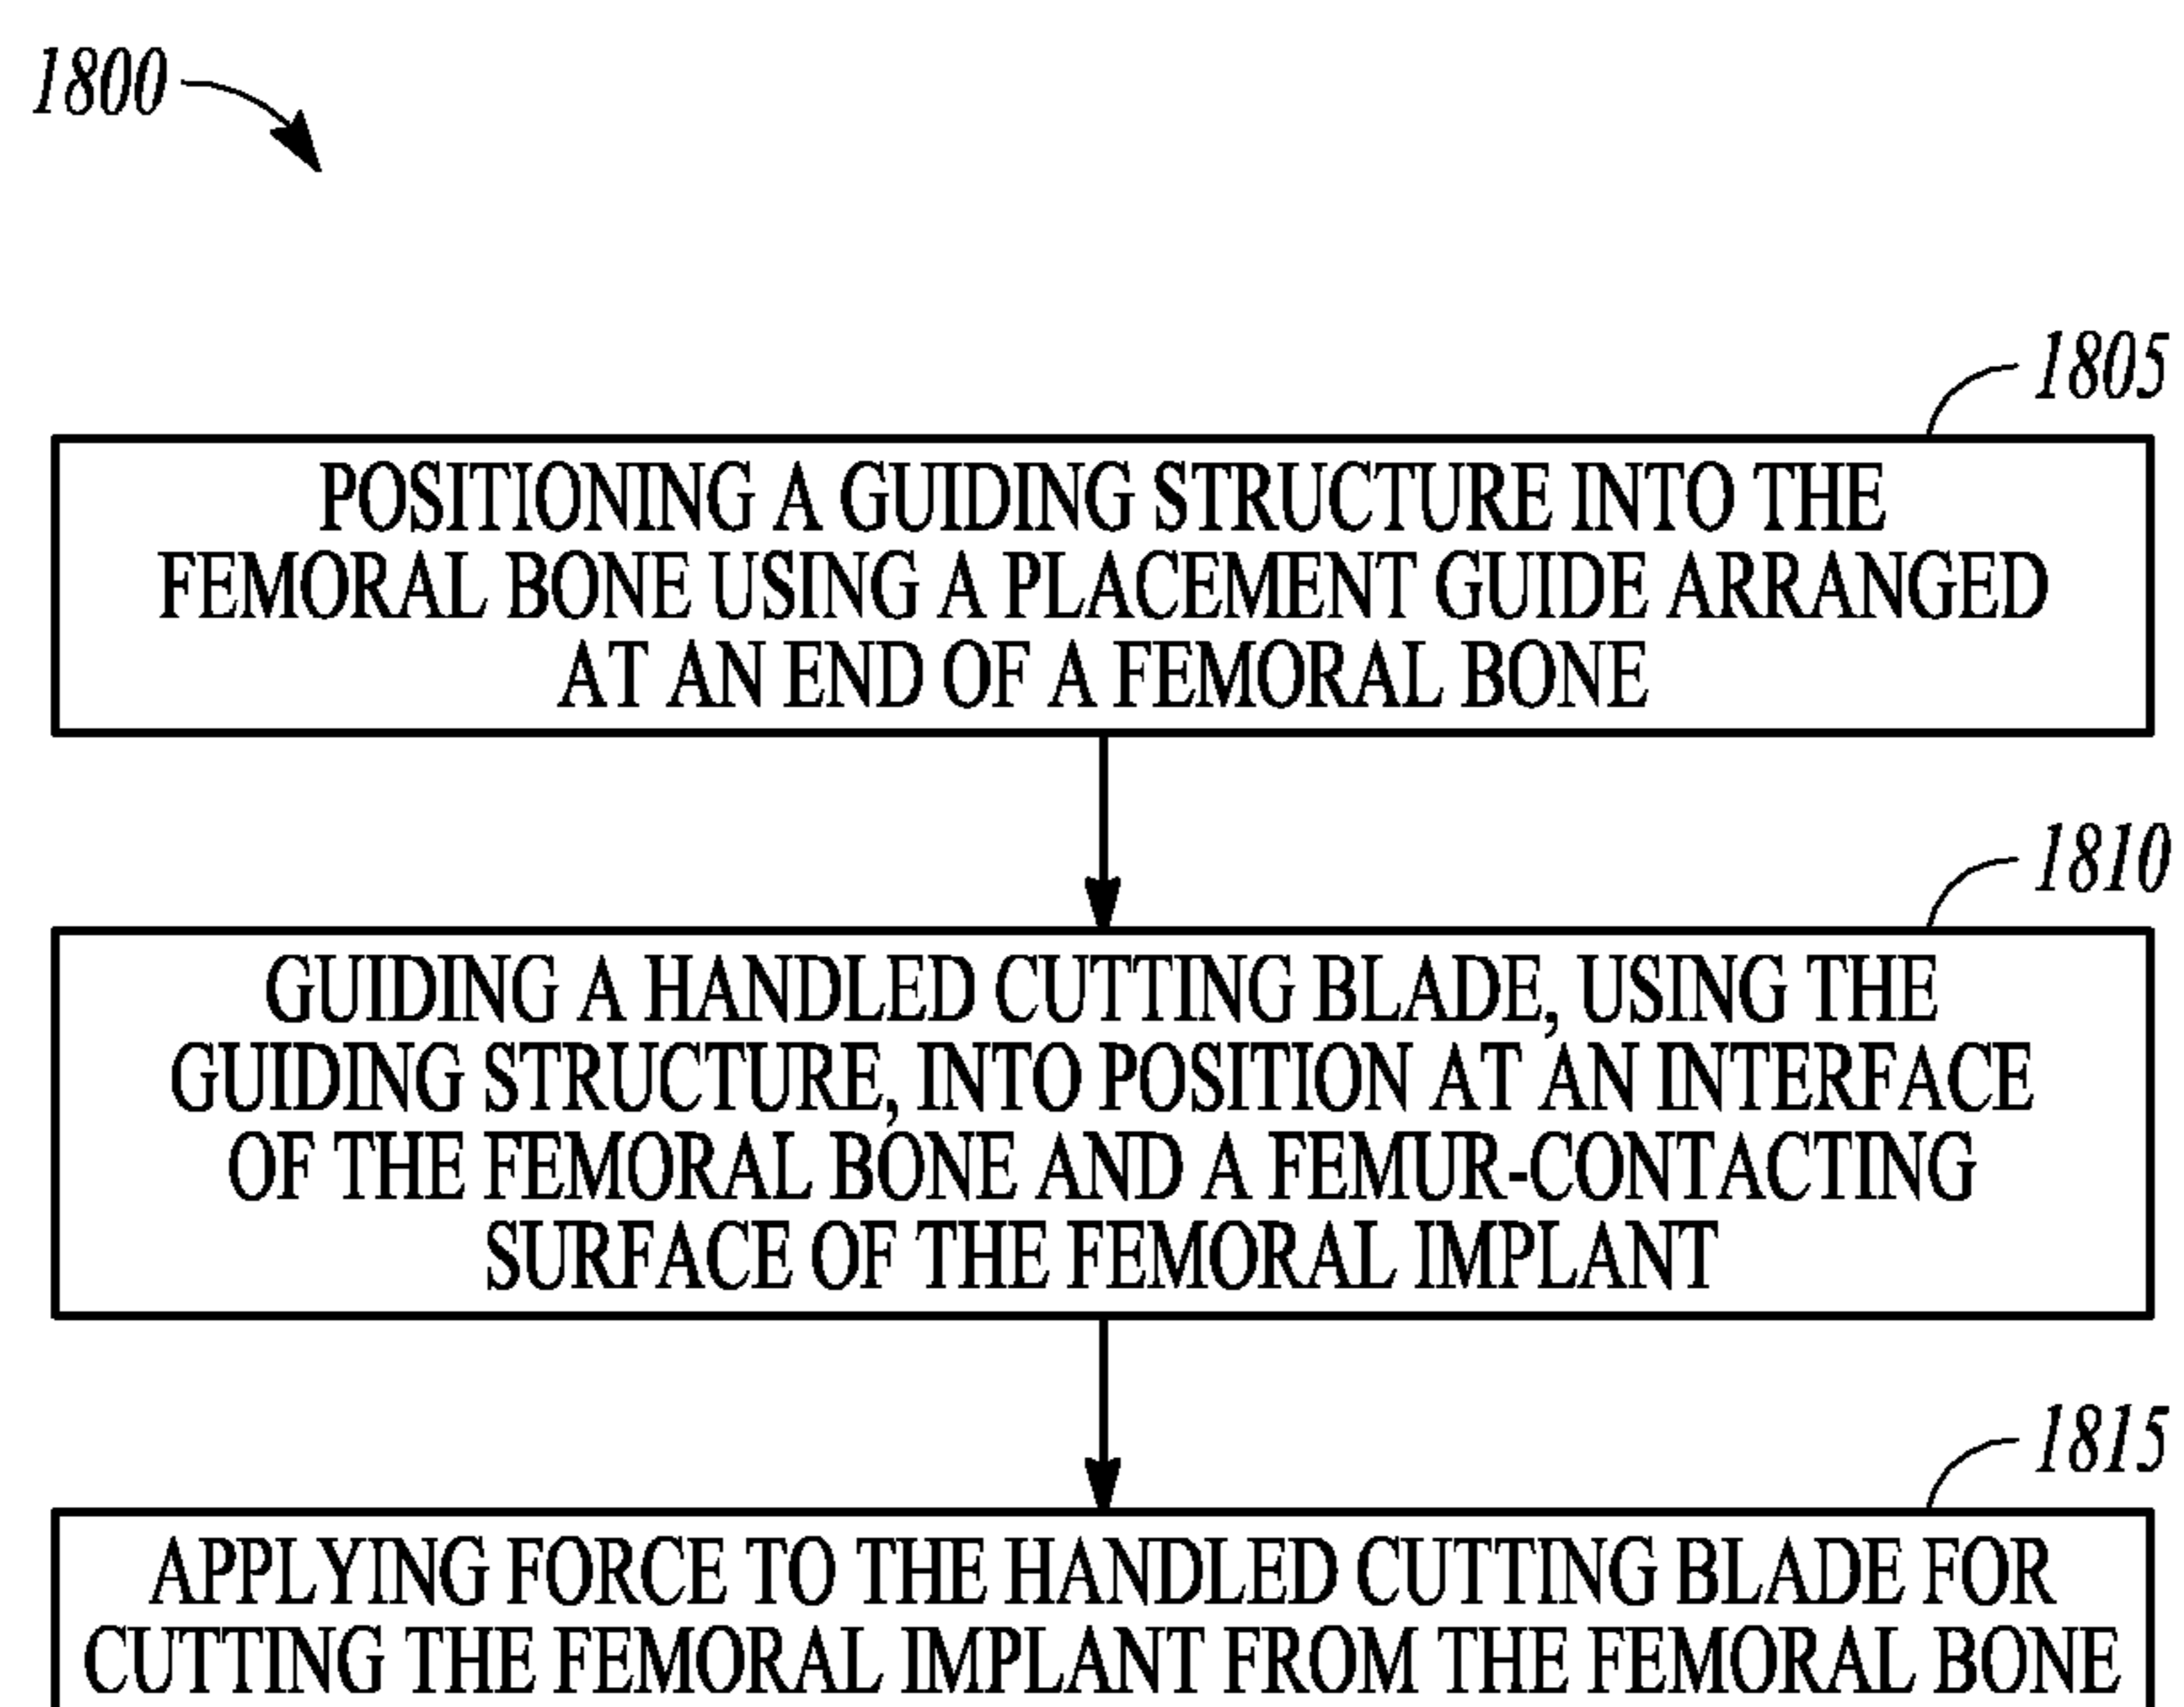 1800
1805
POSITIONING A GUIDING STRUCTURE INTO THE
FEMORAL BONE USING A PLACEMENT GUIDE ARRANGED
AT AN END OF A FEMORAL BONE
1810
GUIDING A HANDLED CUTTING BLADE, USING THE
GUIDING STRUCTURE, INTO POSITION AT AN INTERFACE
OF THE FEMORAL BONE AND A FEMUR-CONTACTING
SURFACE OF THE FEMORAL IMPLANT
1815
APPLYING FORCE TO THE HANDLED CUTTING BLADE FOR
CUTTING THE FEMORAL IMPLANT FROM THE FEMORAL BONE